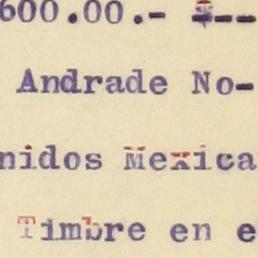 600.00.- $--
Andrade No-
nidos Mexica
Timbre en e